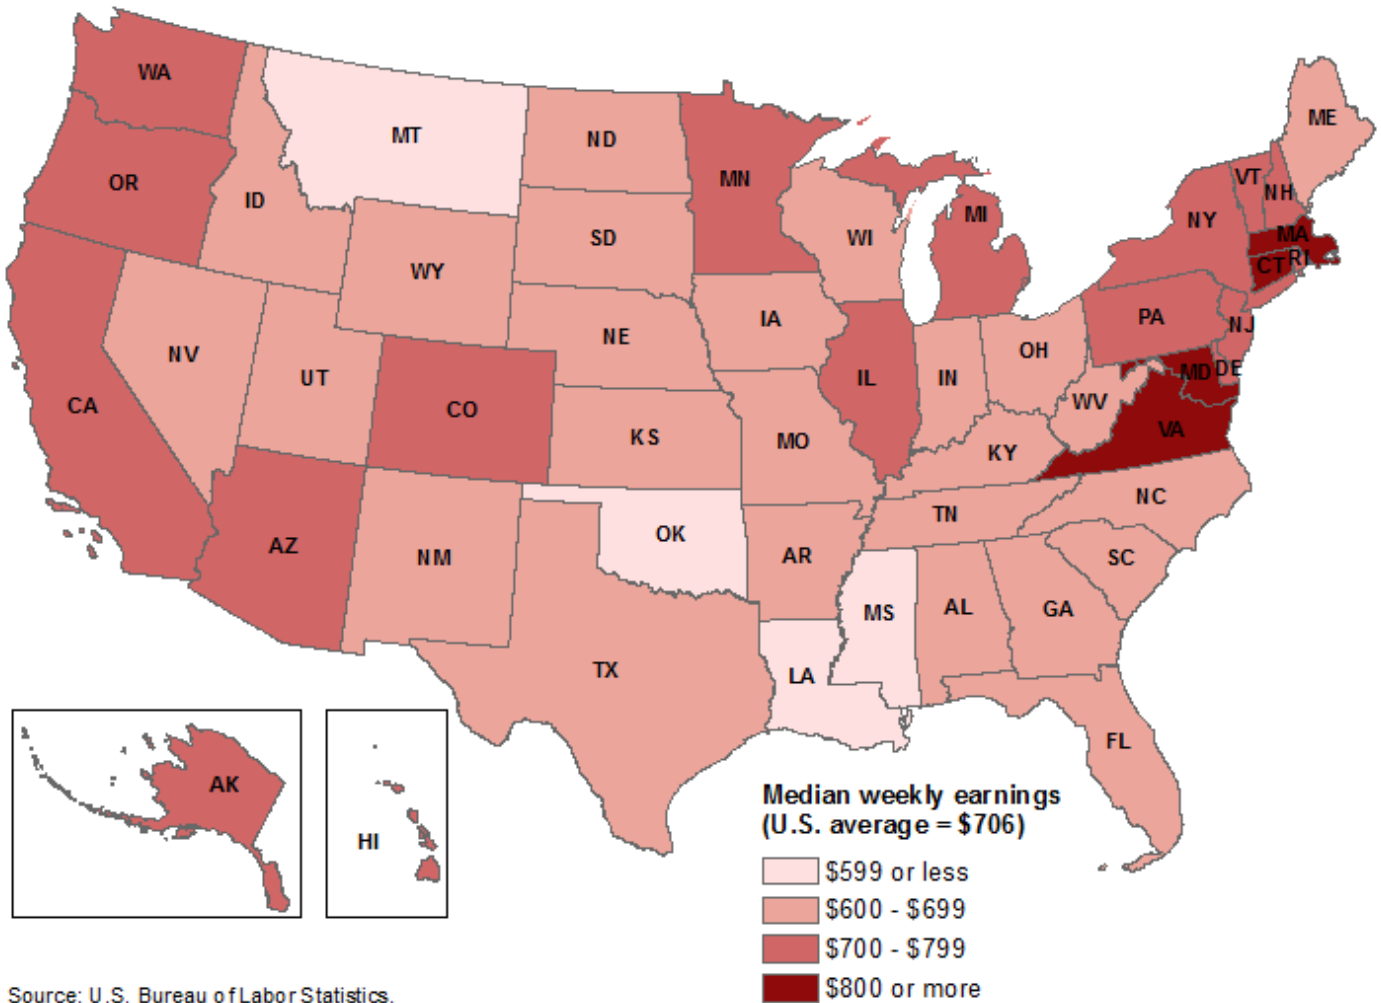 WA
MT
ND
MN
ME
OR
ID
SD
WI
MI
VT
NH
NY
MA
WY
CT
RI
IA
PA
NJ
NE
NV
UT
CO
IL
IN
OH
MD
DE
CA
KS
MO
WV
VA
KY
NC
TN
AZ
NM
OK
AR
SC
MS
AL
GA
TX
LA
FL
AK
HI
Median weekly earnings
(U.S. average = $706)
$599 or less
$600 - $699
$700 - $799
$800 or more
Source: U.S. Bureau of Labor Statistics.